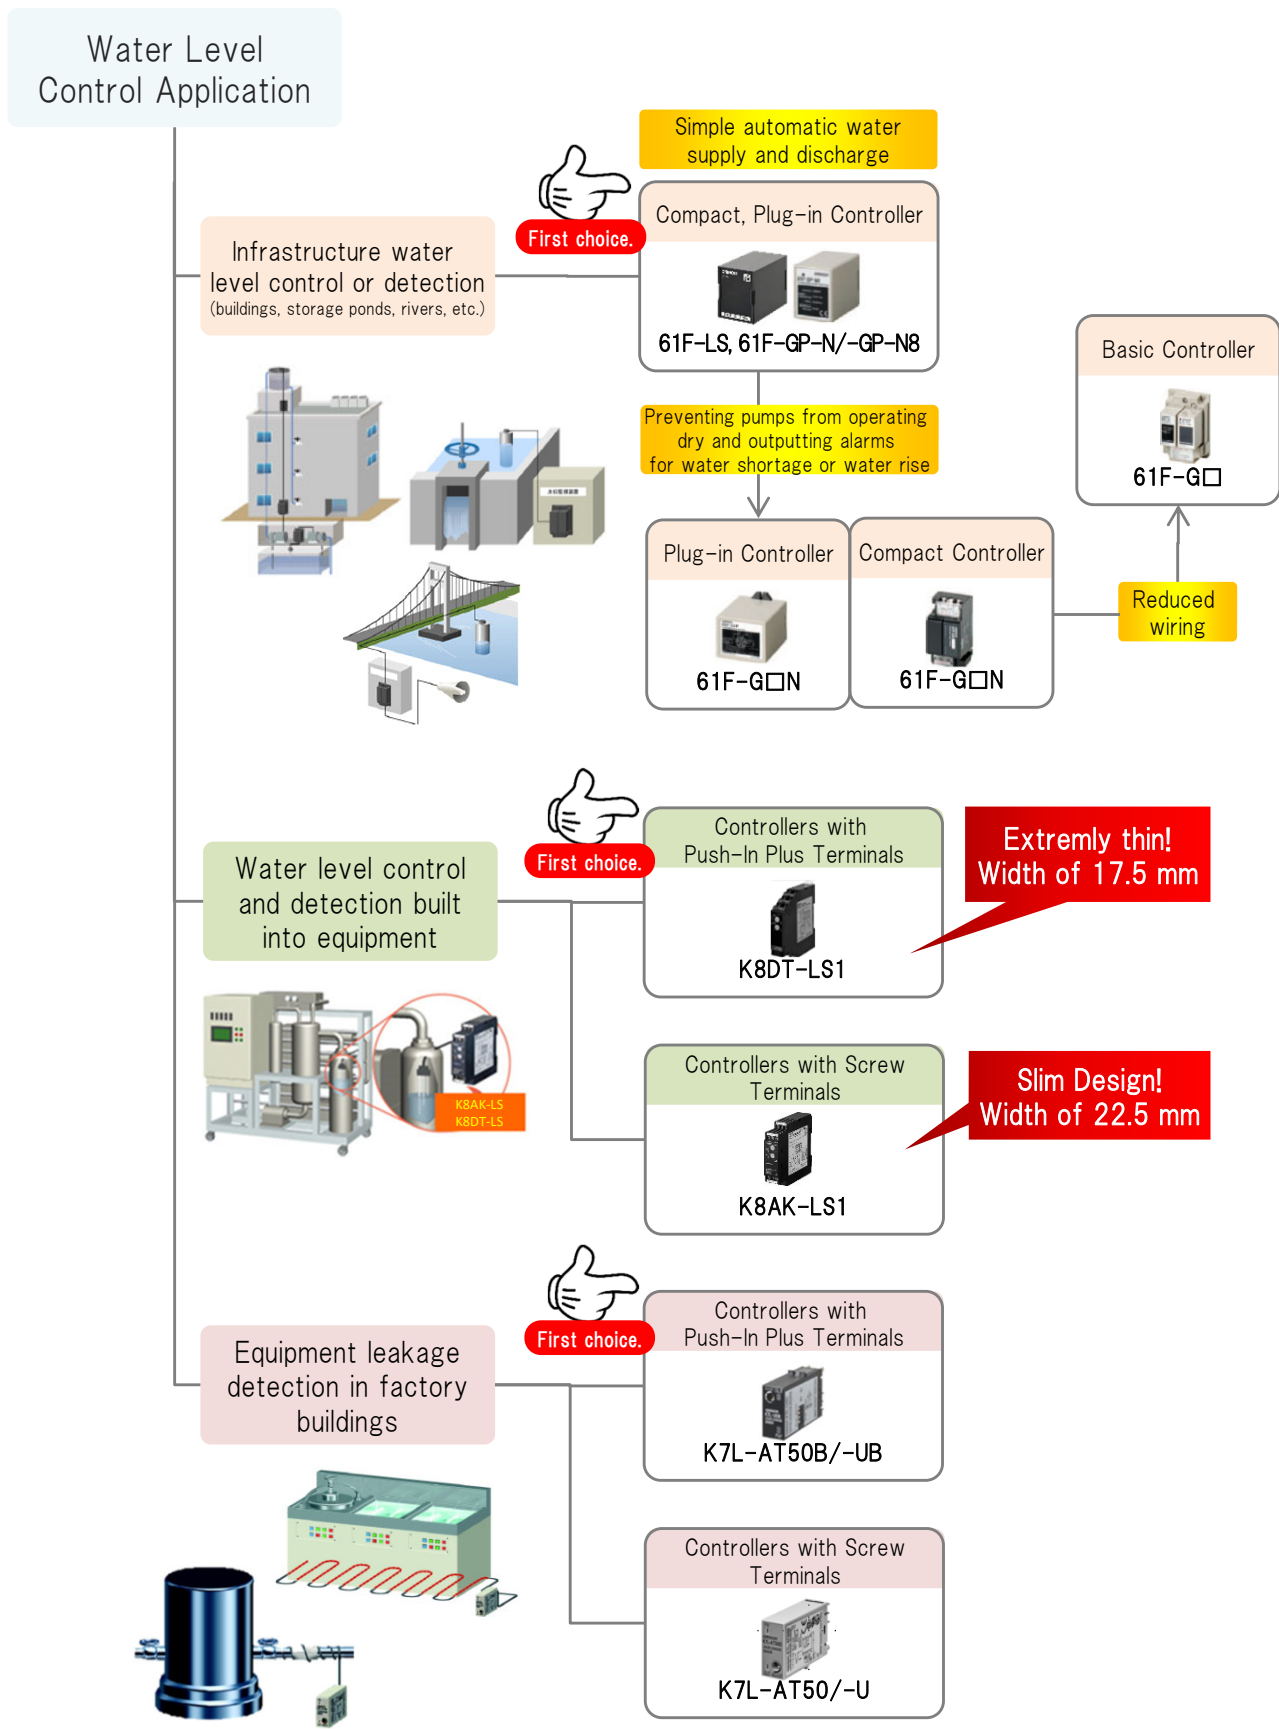 Water Level
Control Application
Simple automatic water
supply and discharge
First choice.
Compact, Plug-in Controller
61F-LS, 61F-GP-N/-GP-N8
Infrastructure water
level control or detection
(buildings, storage ponds, rivers, etc.)
Preventing pumps from operating
dry and outputting alarms
for water shortage or water rise
Basic Controller
61F-G□
Plug-in Controller
61F-G□N
Compact Controller
61F-G□N
Reduced
wiring
First choice.
Controllers with
Push-In Plus Terminals
K8DT-LS1
Extremly thin!
Width of 17.5 mm
Water level control
and detection built
into equipment
K8AK-LS
K8DT-LS
Controllers with Screw
Terminals
K8AK-LS1
Slim Design!
Width of 22.5 mm
First choice.
Controllers with
Push-In Plus Terminals
K7L-AT50B/-UB
Equipment leakage
detection in factory
buildings
Controllers with Screw
Terminals
K7L-AT50/-U